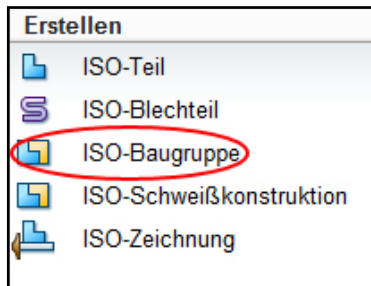 Erstellen
ISO-Teil
ISO-Blechteil
ISO-Baugruppe
ISO-Schweißkonstruktion
ISO-Zeichnung